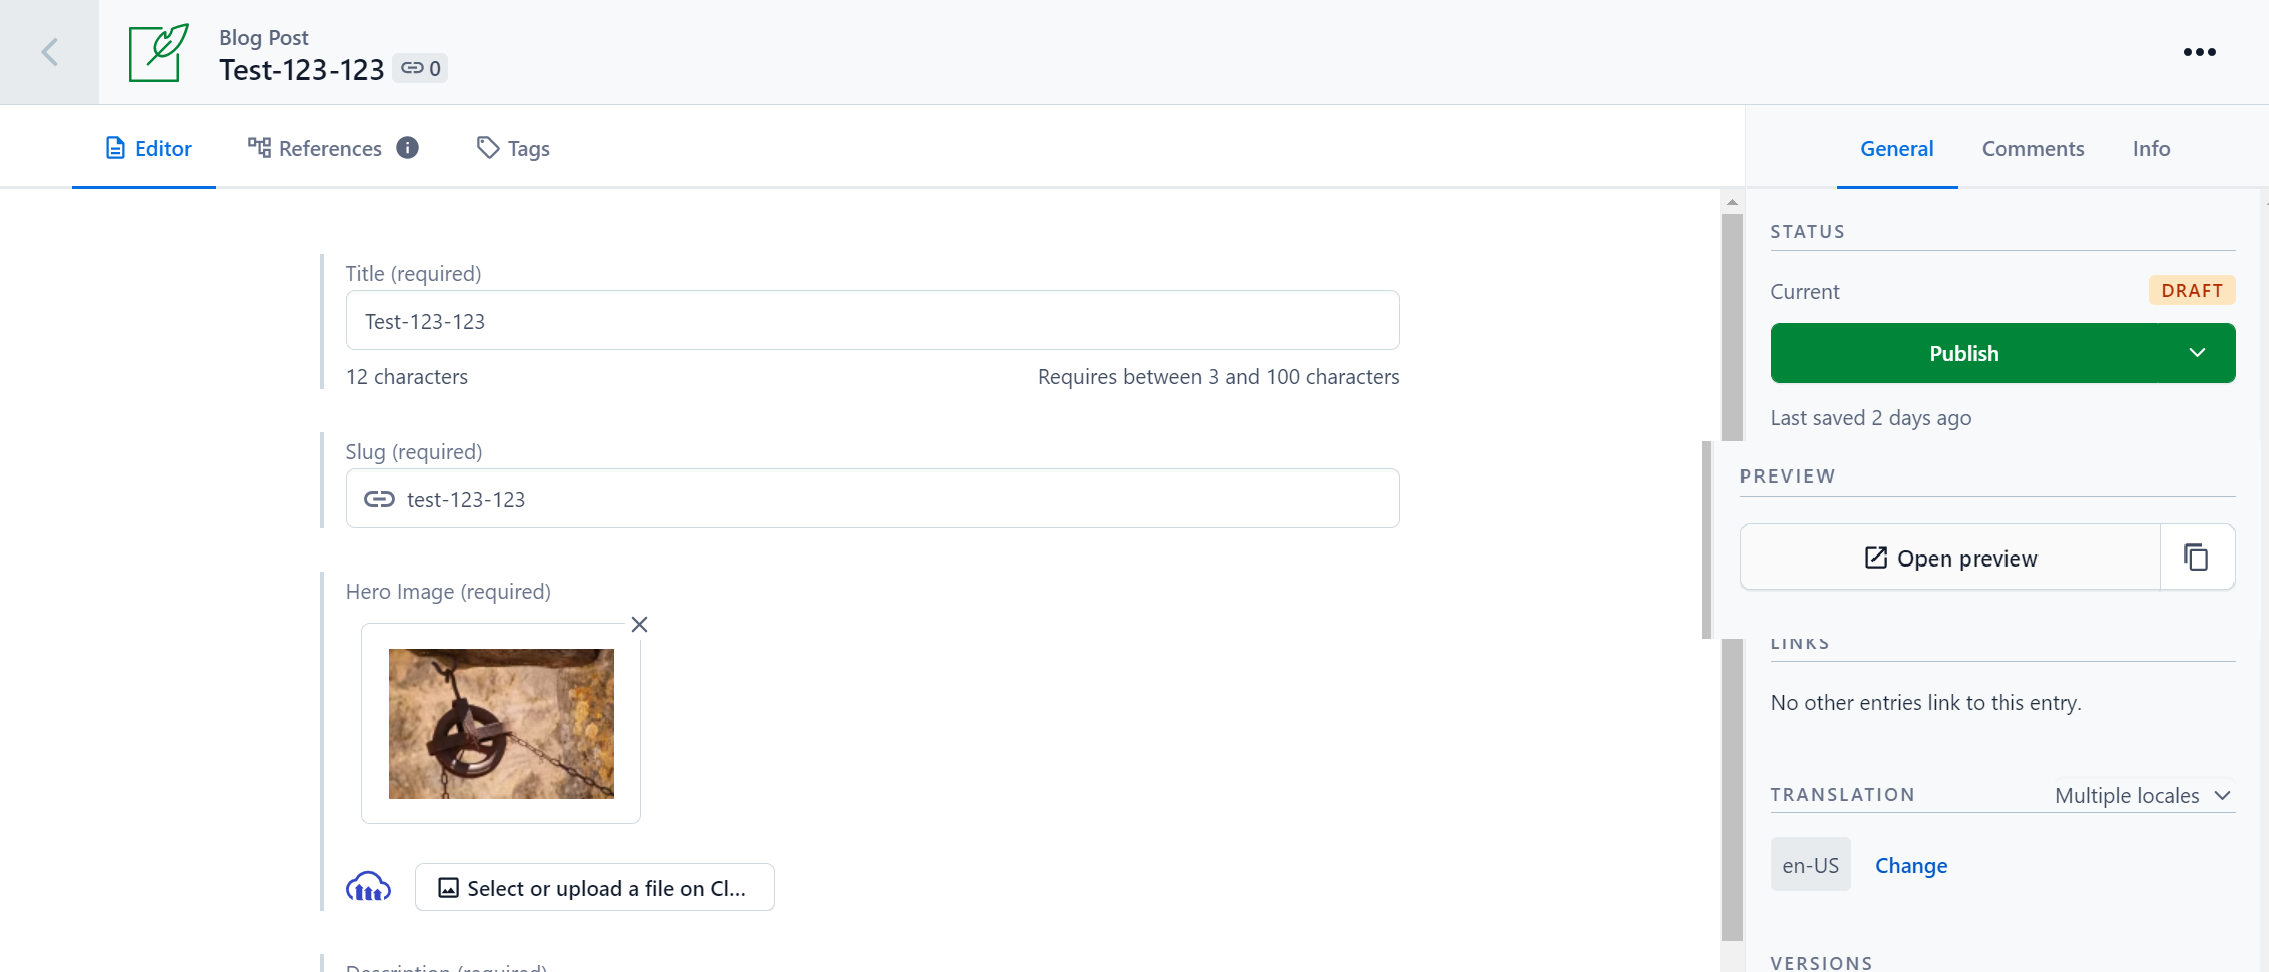 Blog Post
Test-123-123 0
Editor References Tags
General Comments Info
Title (required)
Test-123-123
12 characters Requires between 3 and 100 characters
Slug (required)
test-123-123
Hero Image (required)
Select or upload a file on Cl...
Description (required)
STATUS
Current DRAFT
Publish
Last saved 2 days ago
PREVIEW
Open preview
LINKS
No other entries link to this entry.
TRANSLATION Multiple locales
en-US Change
VERSIONS